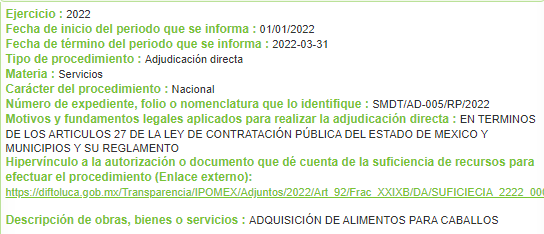 Ejercicio : 2022
Fecha de inicio del periodo que se informa : 01/01/2022
Fecha de término del periodo que se informa : 2022-03-31
Tipo de procedimiento : Adjudicación directa
Materia : Servicios
Carácter del procedimiento : Nacional
Número de expediente, folio o nomenclatura que lo identifique : SMDT/AD-005/RP/2022
Motivos y fundamentos legales aplicados para realizar la adjudicación directa : EN TERMINOS
DE LOS ARTICULOS 27 DE LA LEY DE CONTRATACIÓN PÚBLICA DEL ESTADO DE MEXICO Y
MUNICIPIOS Y SU REGLAMENTO
Hipervínculo a la autorización o documento que dé cuenta de la suficiencia de recursos para
efectuar el procedimiento (Enlace externo):
https://diftoluca.gob.mx/Transparencia/IPOMEX/Adjuntos/2022/Art_92/Frac_XXIXB/DA/SUFICIECIA_2222_000
Descripción de obras, bienes o servicios : ADQUISICIÓN DE ALIMENTOS PARA CABALLOS